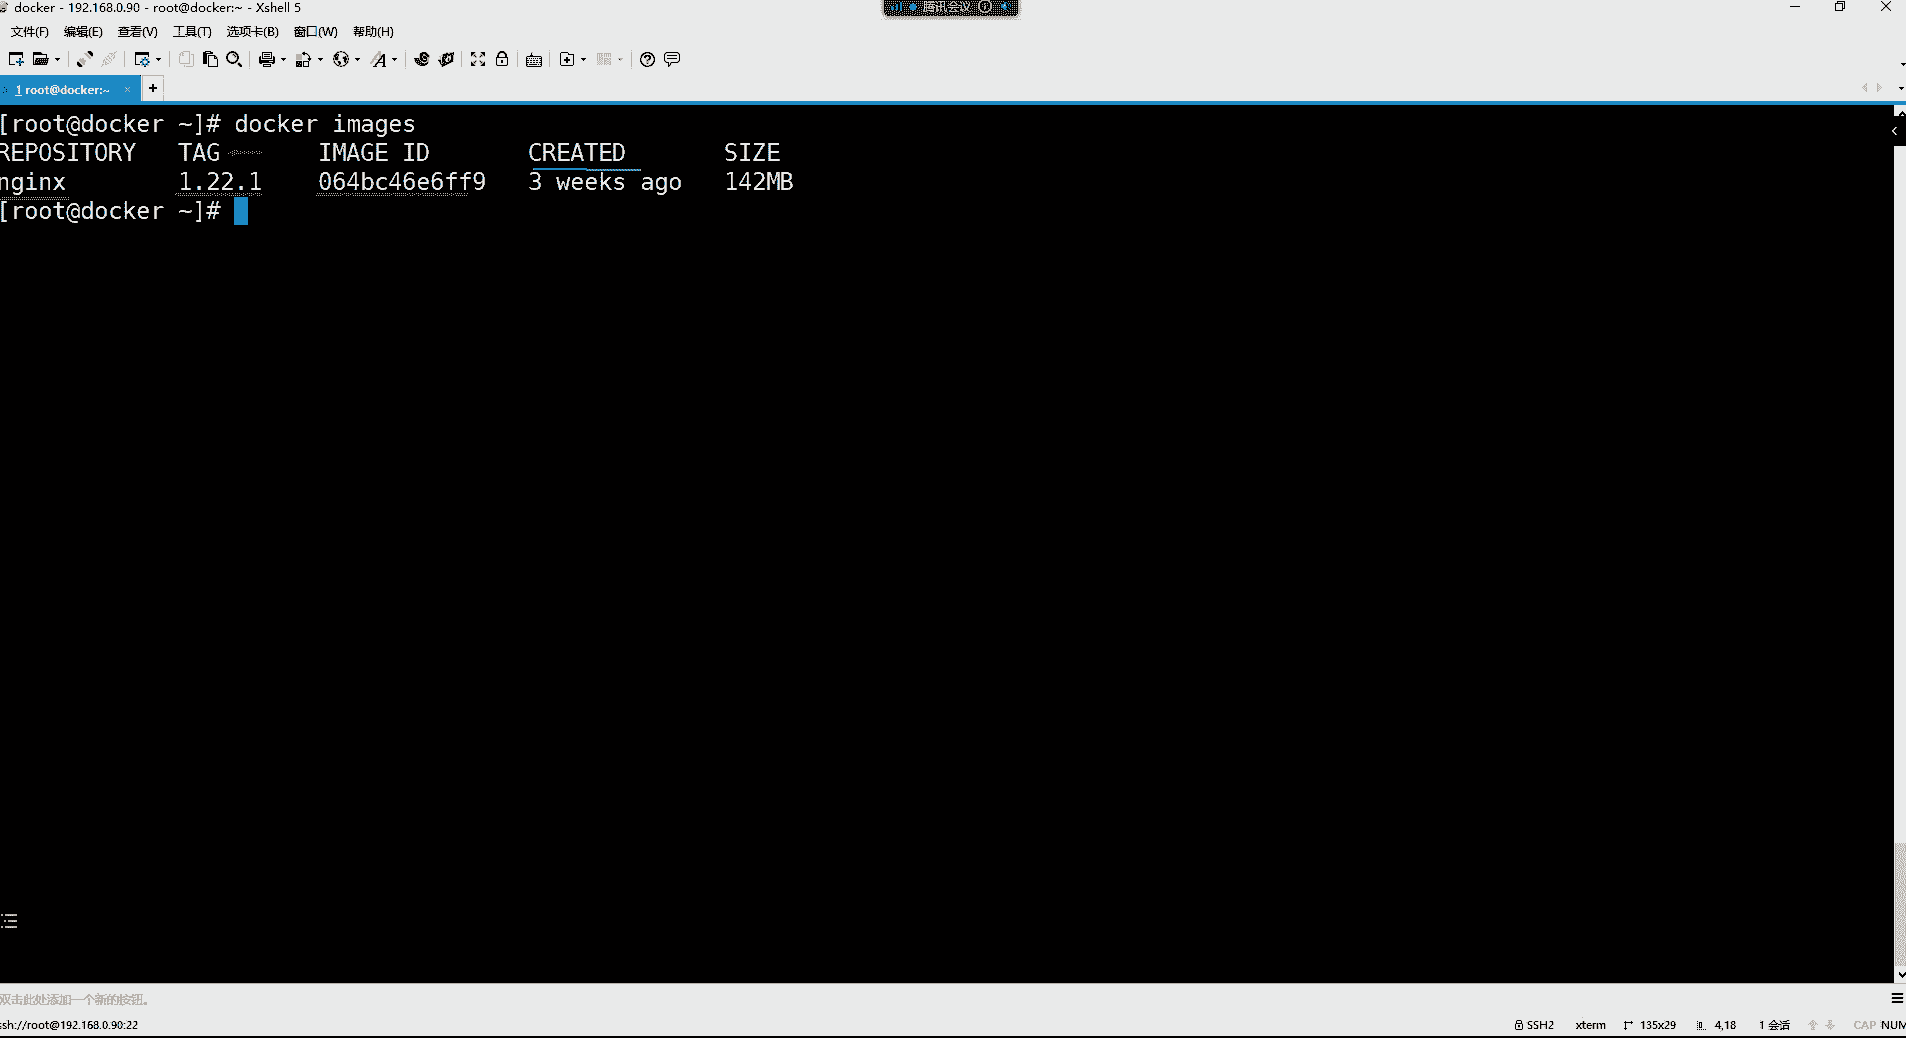 docker - 192.168.0.90 - root@docker:~ - Xshell 5
腾讯会议
文件(F) 编辑(E) 查看(V) 工具(T) 选项卡(B) 窗口(W) 帮助(H)
1 root@docker:~ × +
[root@docker ~]# docker images
REPOSITORY TAG IMAGE ID CREATED SIZE
nginx 1.22.1 064bc46e6ff9 3 weeks ago 142MB
[root@docker ~]#
双击此处添加一个新的按钮。
ssh://root@192.168.0.90:22 SSH2 xterm 135x29 4,18 1 会话 CAP NUM